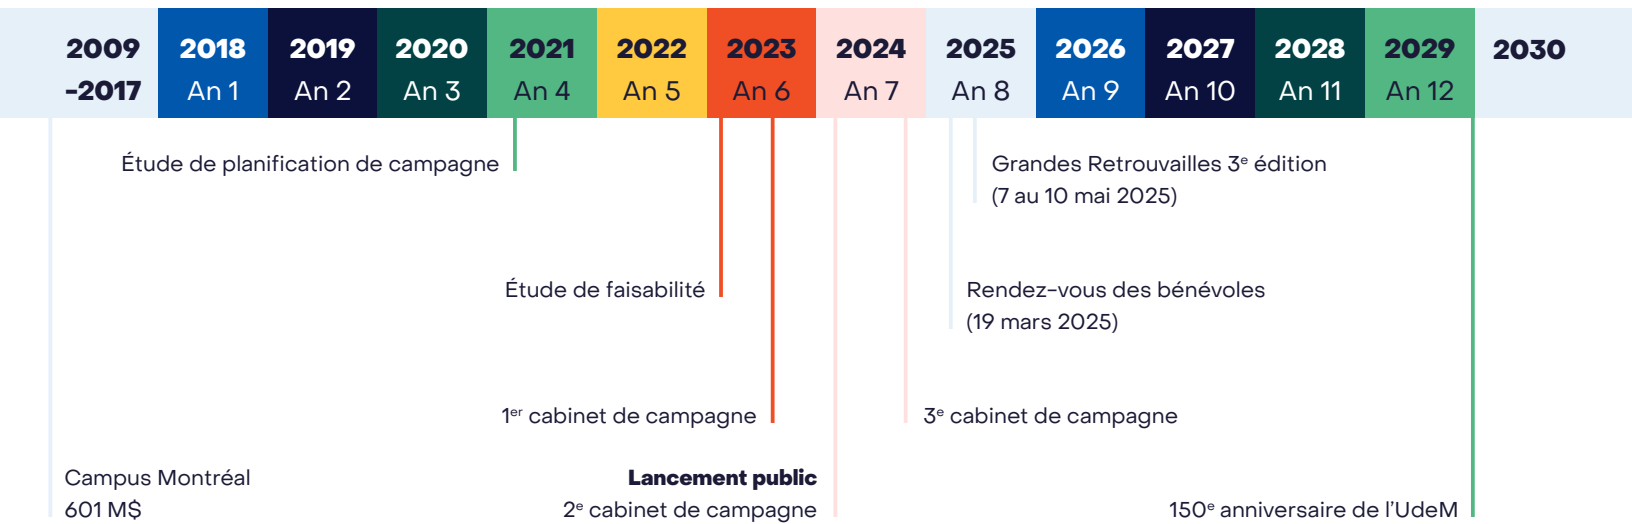 2009
-2017
2018
An 1
2019
An 2
2020
An 3
2021
An 4
2022
An 5
2023
An 6
2024
An 7
2025
An 8
2026
An 9
2027
An 10
2028
An 11
2029
An 12
2030
Étude de planification de campagne
Grandes Retrouvailles 3ᵉ édition
(7 au 10 mai 2025)
Étude de faisabilité
Rendez-vous des bénévoles
(19 mars 2025)
1ᵉʳ cabinet de campagne
3ᵉ cabinet de campagne
Campus Montréal
601 M$
Lancement public
2ᵉ cabinet de campagne
150ᵉ anniversaire de l'UdeM